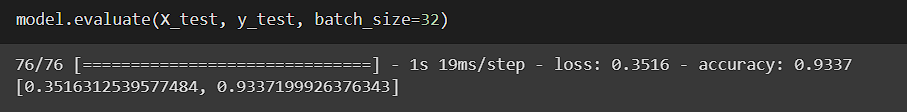 model.evaluate(X_test, y_test, batch_size=32)
76/76 [==============================] - 1s 19ms/step - loss: 0.3516 - accuracy: 0.9337
[0.3516312539577484, 0.9337199926376343]